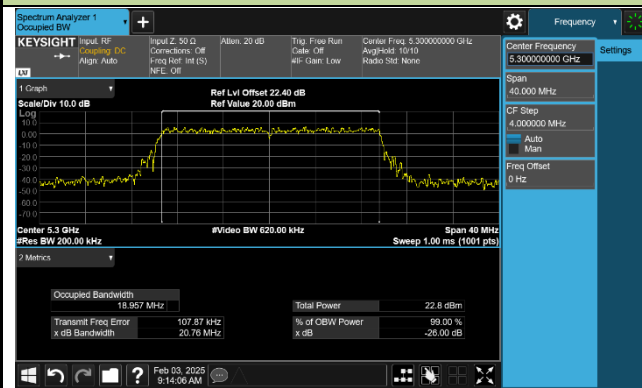 Spectrum Analyzer 1
Occupied BW
Frequency
KEYSIGHT
Input: RF
Coupling: DC
Align: Auto
Input Z: 50 Ω
Corrections: Off
Freq Ref: Int (S)
NFE: Off
Atten: 20 dB
Trig: Free Run
Gate: Off
#IF Gain: Low
Center Freq: 5.300000000 GHz
Avg|Hold: 10/10
Radio Std: None
LXI
Center Frequency
5.300000000 GHz
Settings
Span
40.000 MHz
CF Step
4.000000 MHz
Auto
Man
Freq Offset
0 Hz
1 Graph
Scale/Div 10.0 dB
Ref Lvl Offset 22.40 dB
Ref Value 20.00 dBm
Log
10.0
0.00
-10.0
-20.0
-30.0
-40.0
-50.0
-60.0
-70.0
Center 5.3 GHz
#Res BW 200.00 kHz
#Video BW 620.00 kHz
Span 40 MHz
Sweep 1.00 ms (1001 pts)
2 Metrics
Occupied Bandwidth
18.957 MHz
Total Power 22.8 dBm
Transmit Freq Error 107.87 kHz
% of OBW Power 99.00 %
x dB Bandwidth 20.76 MHz
x dB -26.00 dB
?
Feb 03, 2025
9:14:06 AM